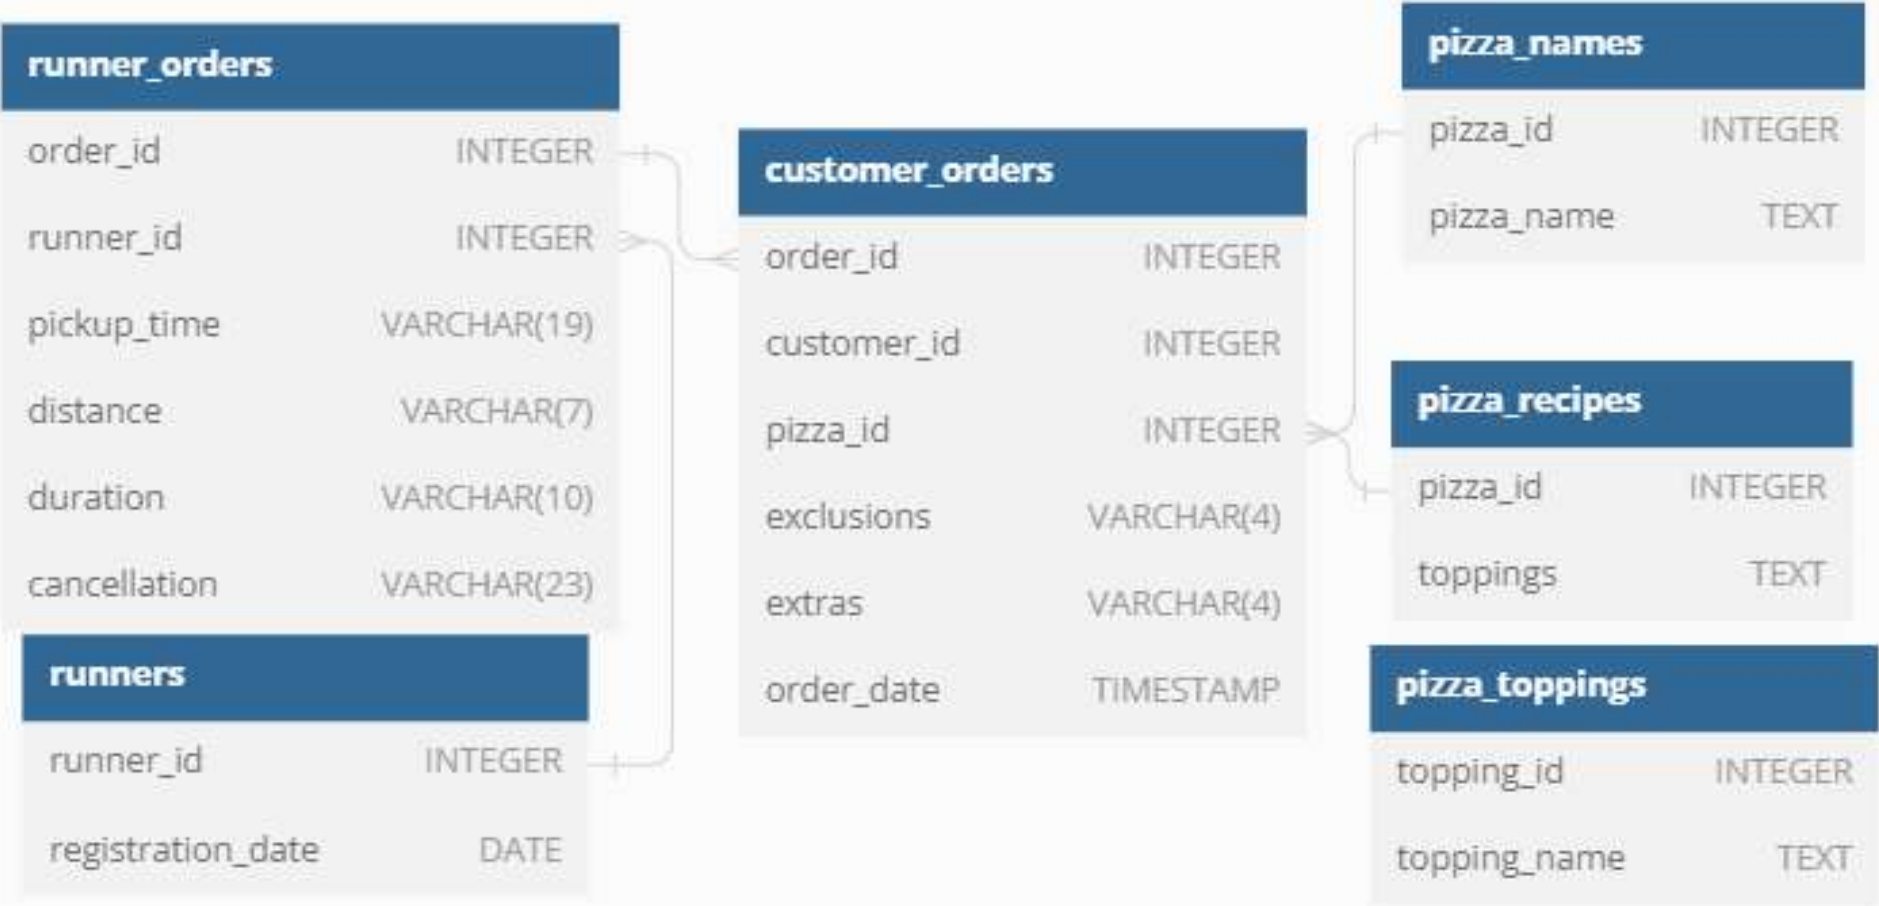 runner_orders
order_id INTEGER
runner_id INTEGER
pickup_time VARCHAR(19)
distance VARCHAR(7)
duration VARCHAR(10)
cancellation VARCHAR(23)
runners
runner_id INTEGER
registration_date DATE
customer_orders
order_id INTEGER
customer_id INTEGER
pizza_id INTEGER
exclusions VARCHAR(4)
extras VARCHAR(4)
order_date TIMESTAMP
pizza_names
pizza_id INTEGER
pizza_name TEXT
pizza_recipes
pizza_id INTEGER
toppings TEXT
pizza_toppings
topping_id INTEGER
topping_name TEXT